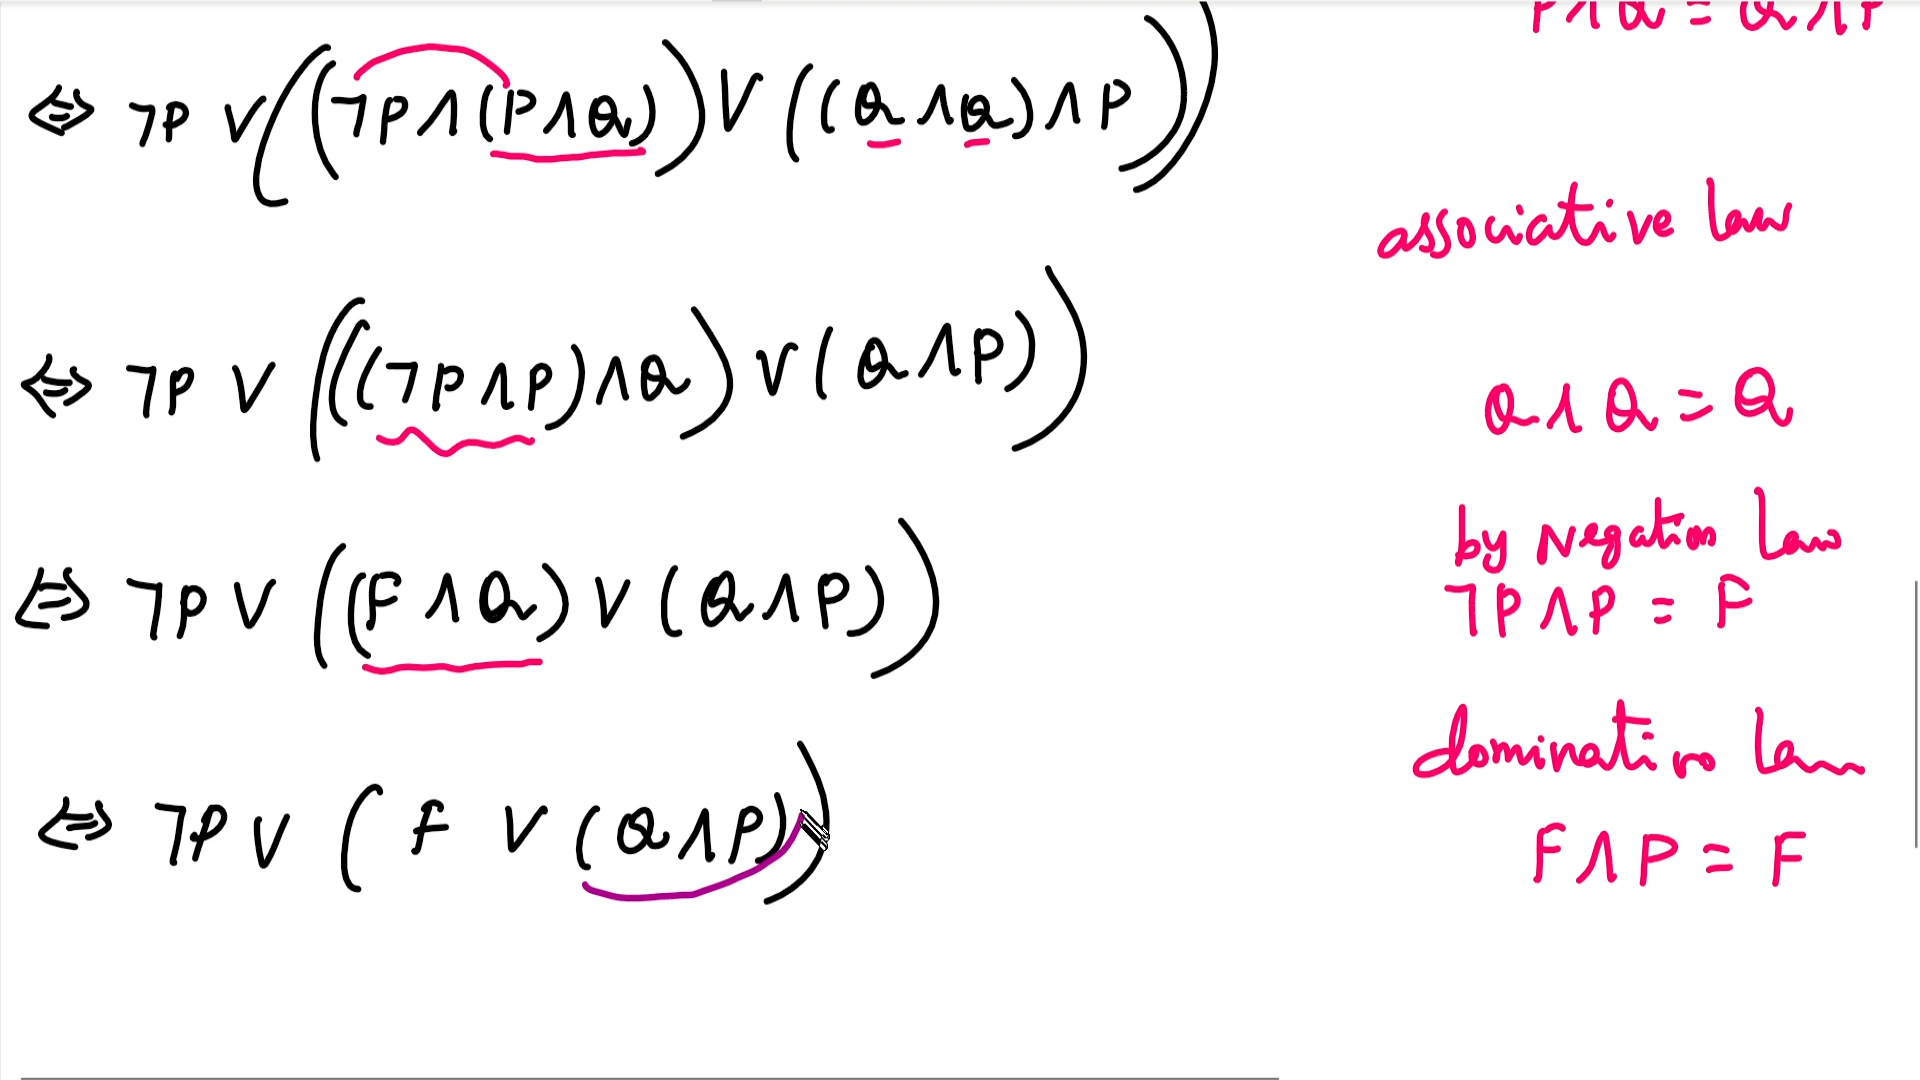 P∧Q = Q∧P
⇔ ¬P ∨ ((¬P∧(P∧Q)) ∨ ((Q∧Q)∧P))
associative law
⇔ ¬P ∨ (((¬P∧P)∧Q) ∨ (Q∧P))
Q∧Q = Q
by Negation Law
⇔ ¬P ∨ ((F∧Q) ∨ (Q∧P))
¬P∧P = F
domination law
⇔ ¬P ∨ (F ∨ (Q∧P))
F∧P = F